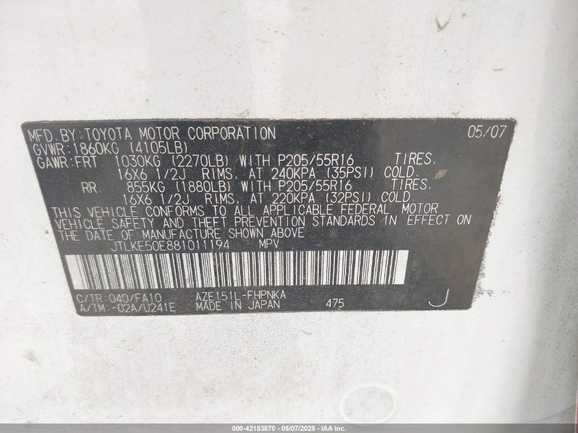 MFD.BY:TOYOTA MOTOR CORPORATION 05/07
GVWR:1860KG (4105LB)
GAWR:FRT 1030KG (2270LB) WITH P205/55R16 TIRES.
16X6 1/2J RIMS. AT 240KPA (35PSI) COLD.
RR 855KG (1880LB) WITH P205/55R16 TIRES.
16X6 1/2J RIMS. AT 220KPA (32PSI) COLD
THIS VEHICLE CONFORMS TO ALL APPLICABLE FEDERAL MOTOR
VEHICLE SAFETY AND THEFT PREVENTION STANDARDS IN EFFECT ON
THE DATE OF MANUFACTURE SHOWN ABOVE
JTLKE50E881011194 MPV
C/TR:040/FA10 AZE151L-FHPNKA
A/TM:-02A/U241E MADE IN JAPAN 475 J
000-42153870 - 05/07/2025 - IAA Inc.